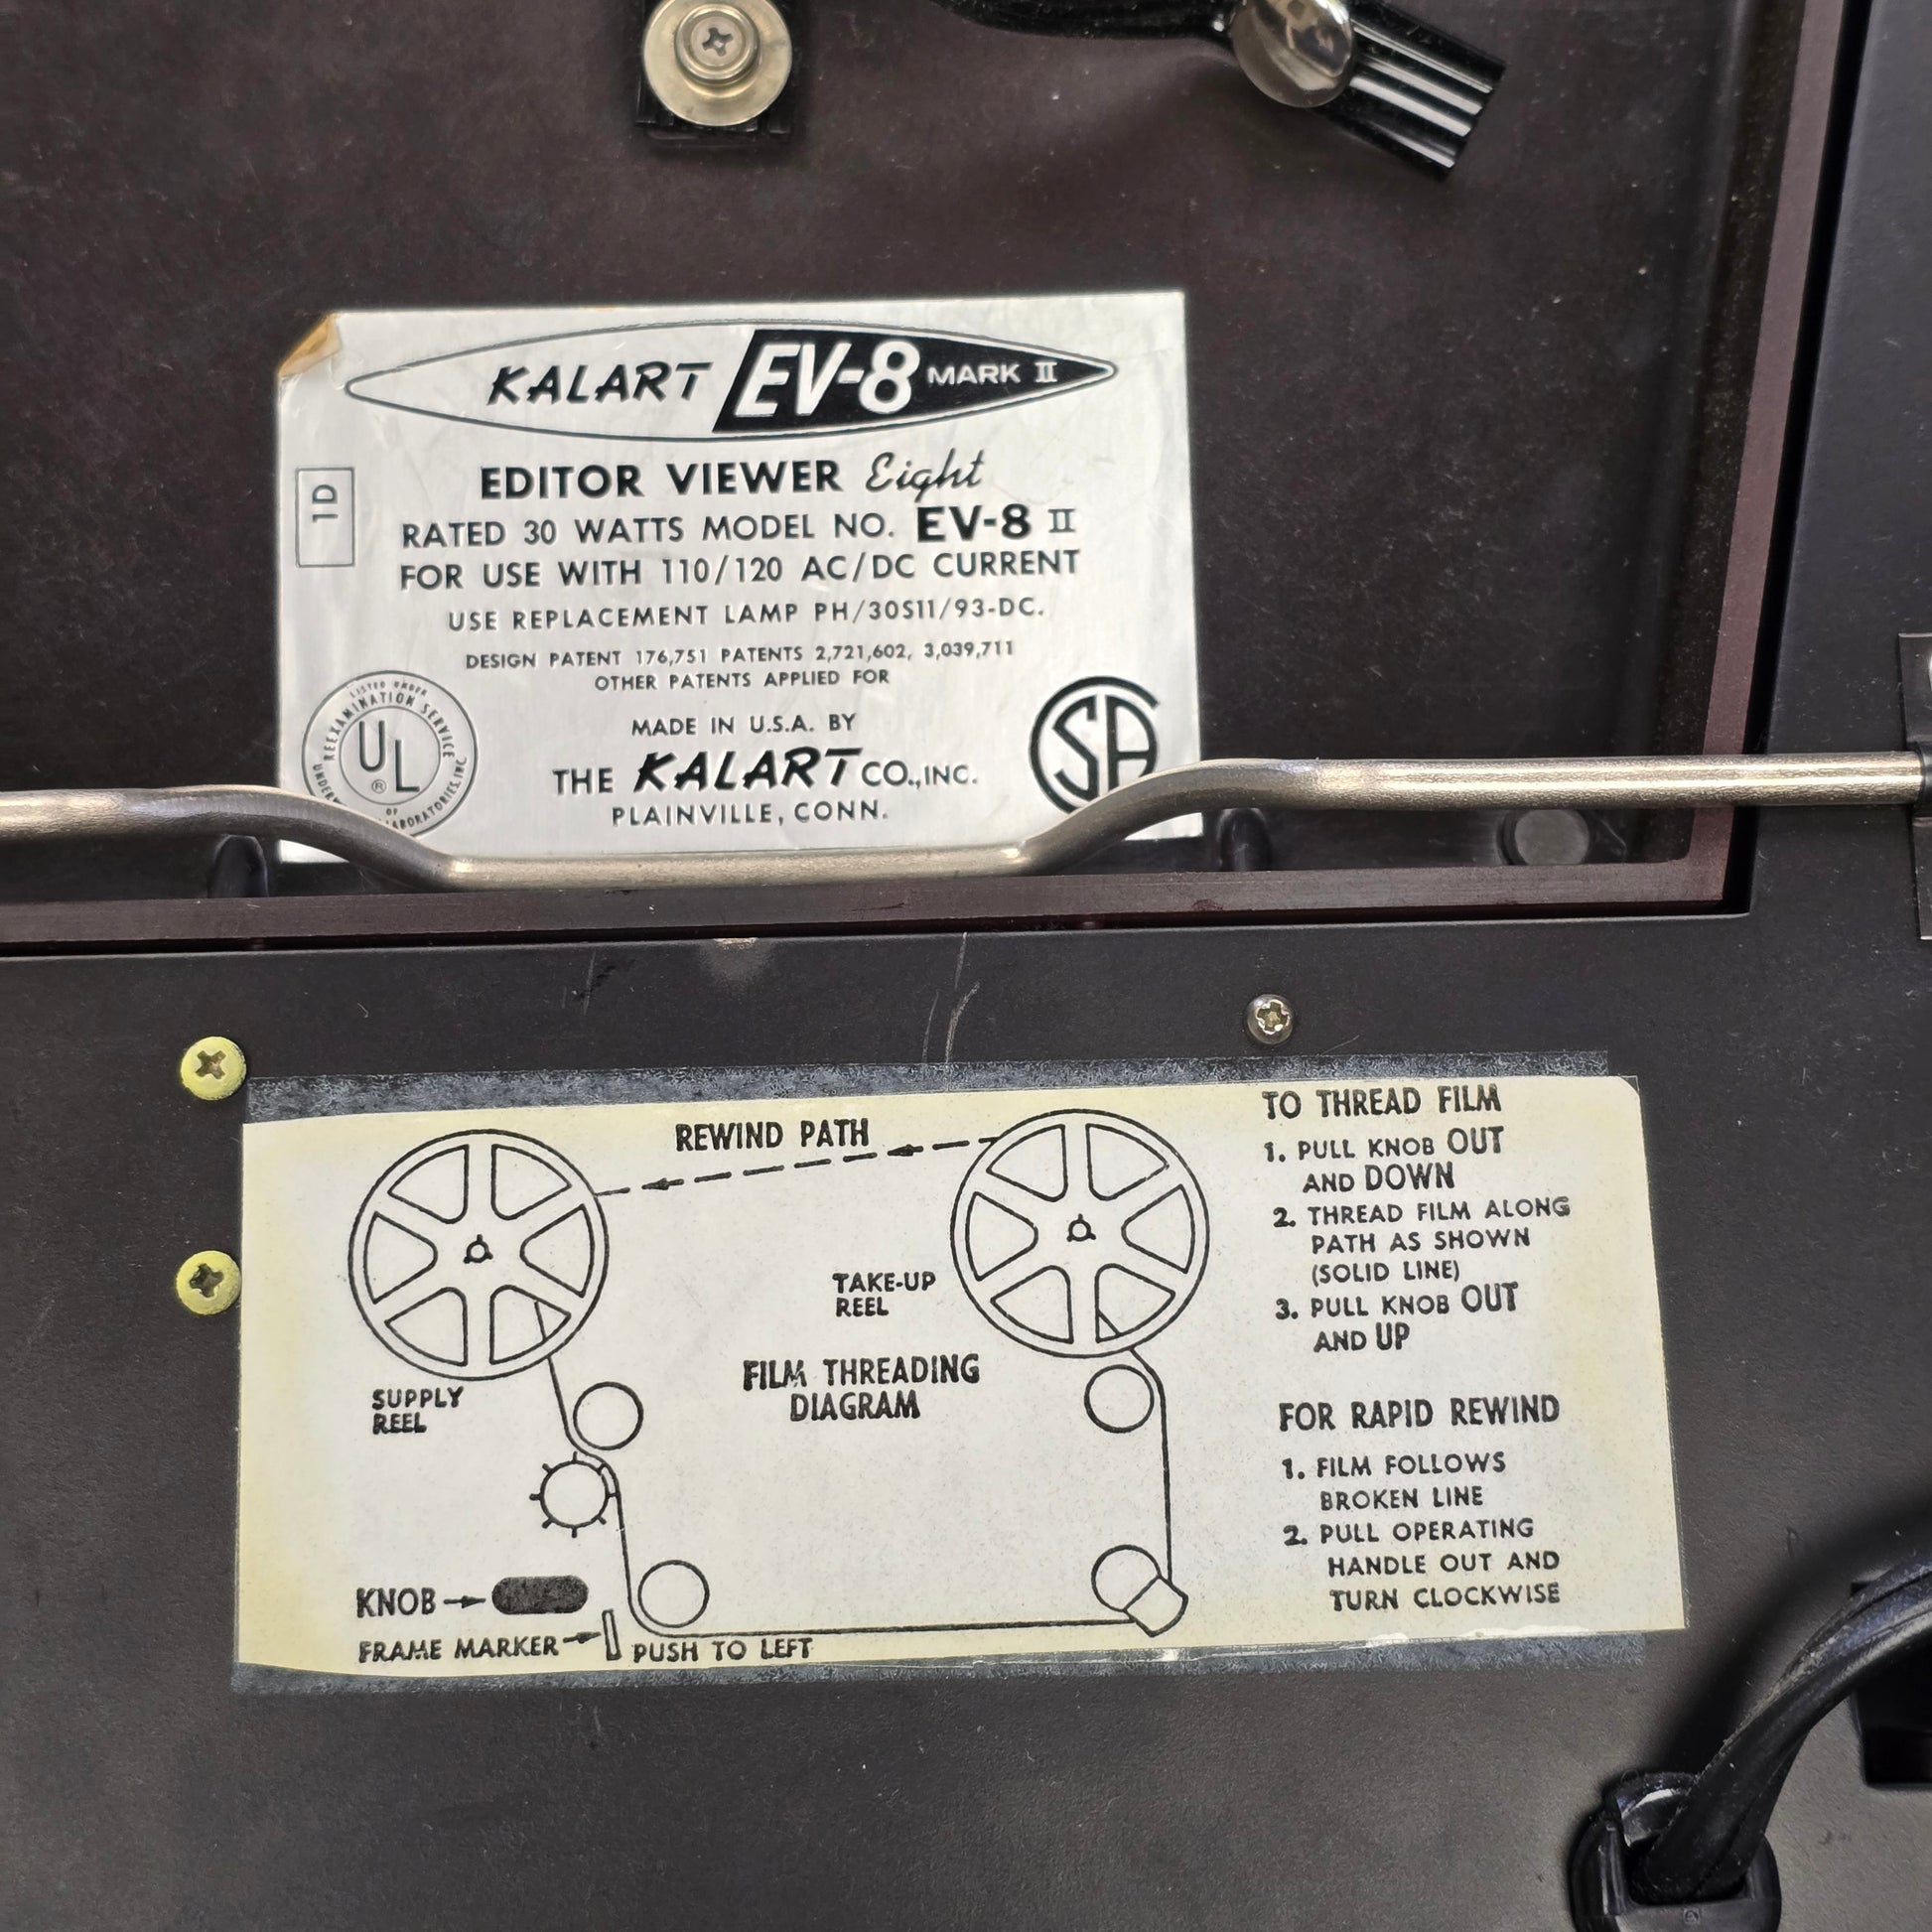 KALART EV-8 MARK II
EDITOR VIEWER Eight
1D
RATED 30 WATTS MODEL NO. EV-8 II
FOR USE WITH 110/120 AC/DC CURRENT
USE REPLACEMENT LAMP PH/30S11/93-DC.
DESIGN PATENT 176,751 PATENTS 2,721,602, 3,039,711
OTHER PATENTS APPLIED FOR
LISTED UNDER
REEXAMINATION SERVICE
UL
®
OF
MADE IN U.S.A. BY
THE KALART CO., INC.
PLAINVILLE, CONN.
SA
REWIND PATH
TAKE-UP
REEL
SUPPLY
REEL
FILM THREADING
DIAGRAM
KNOB
FRAME MARKER
PUSH TO LEFT
TO THREAD FILM
1. PULL KNOB OUT
AND DOWN
2. THREAD FILM ALONG
PATH AS SHOWN
(SOLID LINE)
3. PULL KNOB OUT
AND UP
FOR RAPID REWIND
1. FILM FOLLOWS
BROKEN LINE
2. PULL OPERATING
HANDLE OUT AND
TURN CLOCKWISE